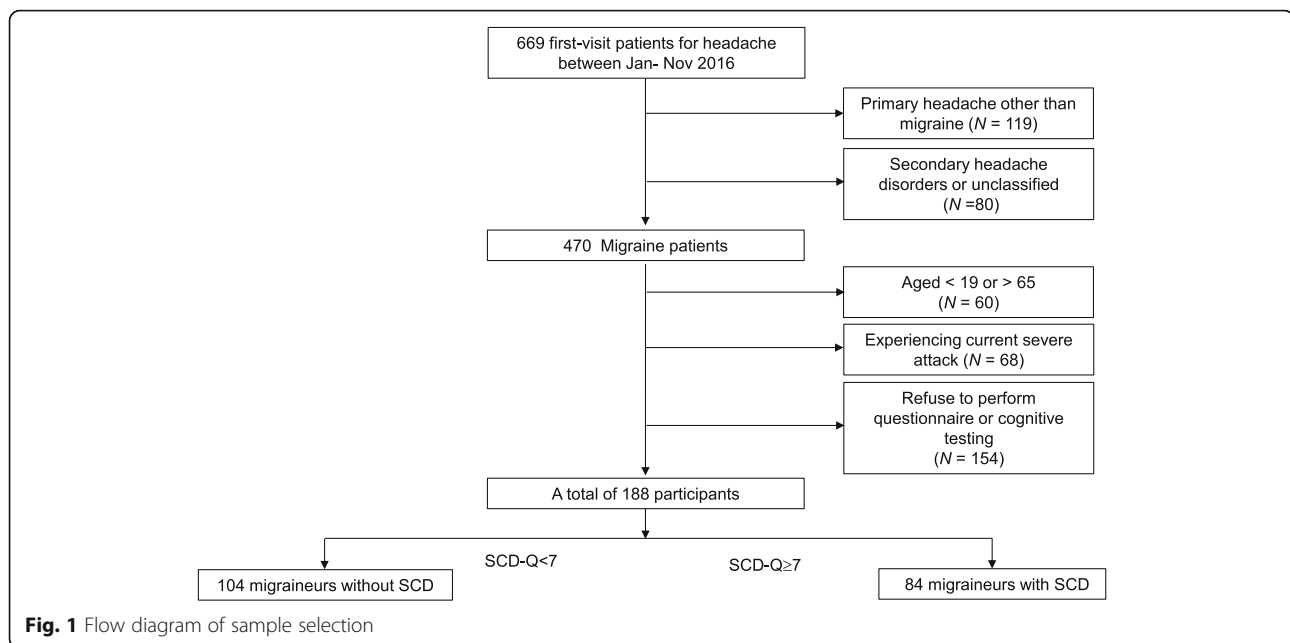 669 first-visit patients for headache
between Jan- Nov 2016
Primary headache other than
migraine (N = 119)
Secondary headache
disorders or unclassified
(N =80)
470 Migraine patients
Aged < 19 or > 65
(N = 60)
Experiencing current severe
attack (N = 68)
Refuse to perform
questionnaire or cognitive
testing
(N = 154)
A total of 188 participants
SCD-Q<7
SCD-Q≥7
104 migraineurs without SCD
84 migraineurs with SCD
Fig. 1 Flow diagram of sample selection